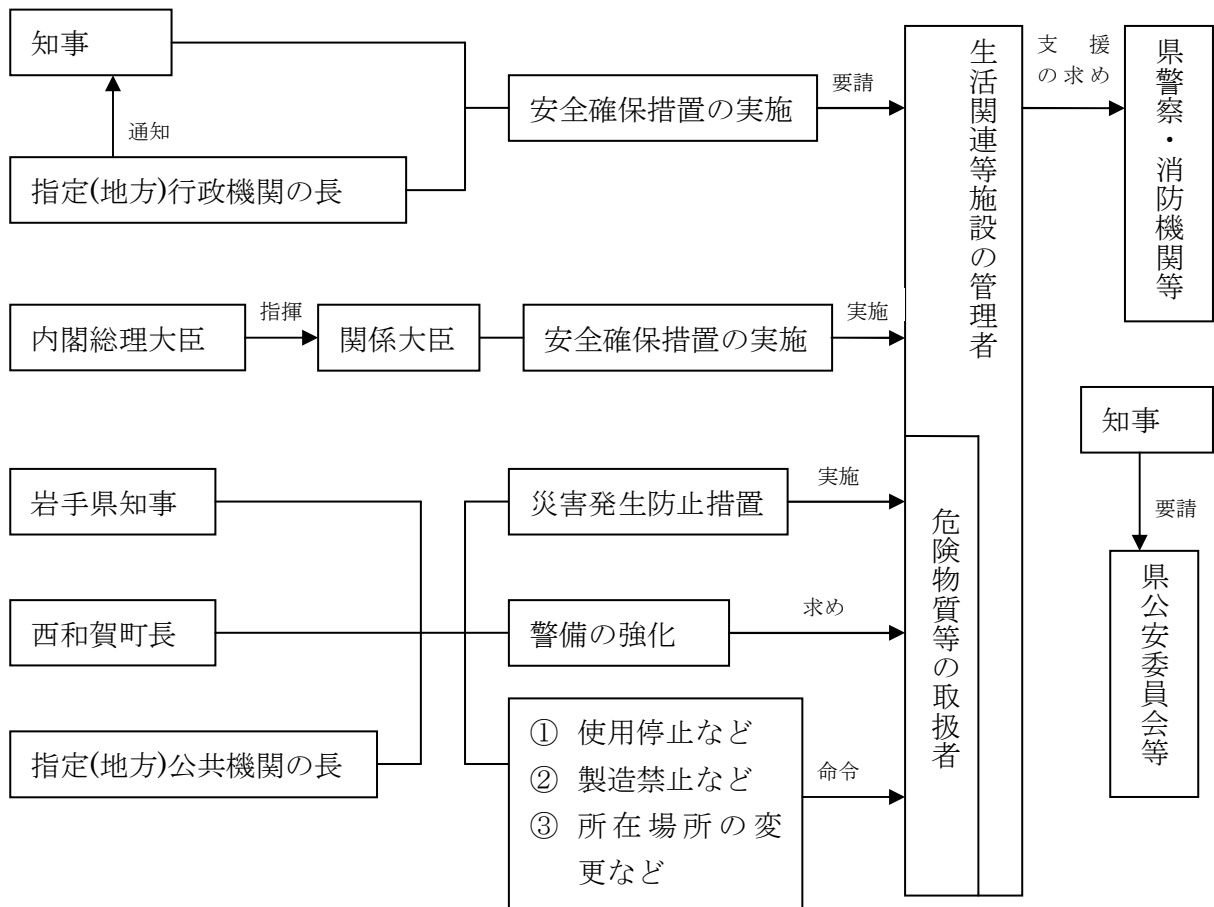 知事
通知
指定(地方)行政機関の長
安全確保措置の実施
要請
生活関連等施設の管理者
支援
の求め
県警察・消防機関等
内閣総理大臣
指揮
関係大臣
安全確保措置の実施
実施
岩手県知事
西和賀町長
指定(地方)公共機関の長
災害発生防止措置
実施
警備の強化
求め
① 使用停止など
② 製造禁止など
③ 所在場所の変
更など
命令
危険物質等の取扱者
知事
要請
県公安委員会等